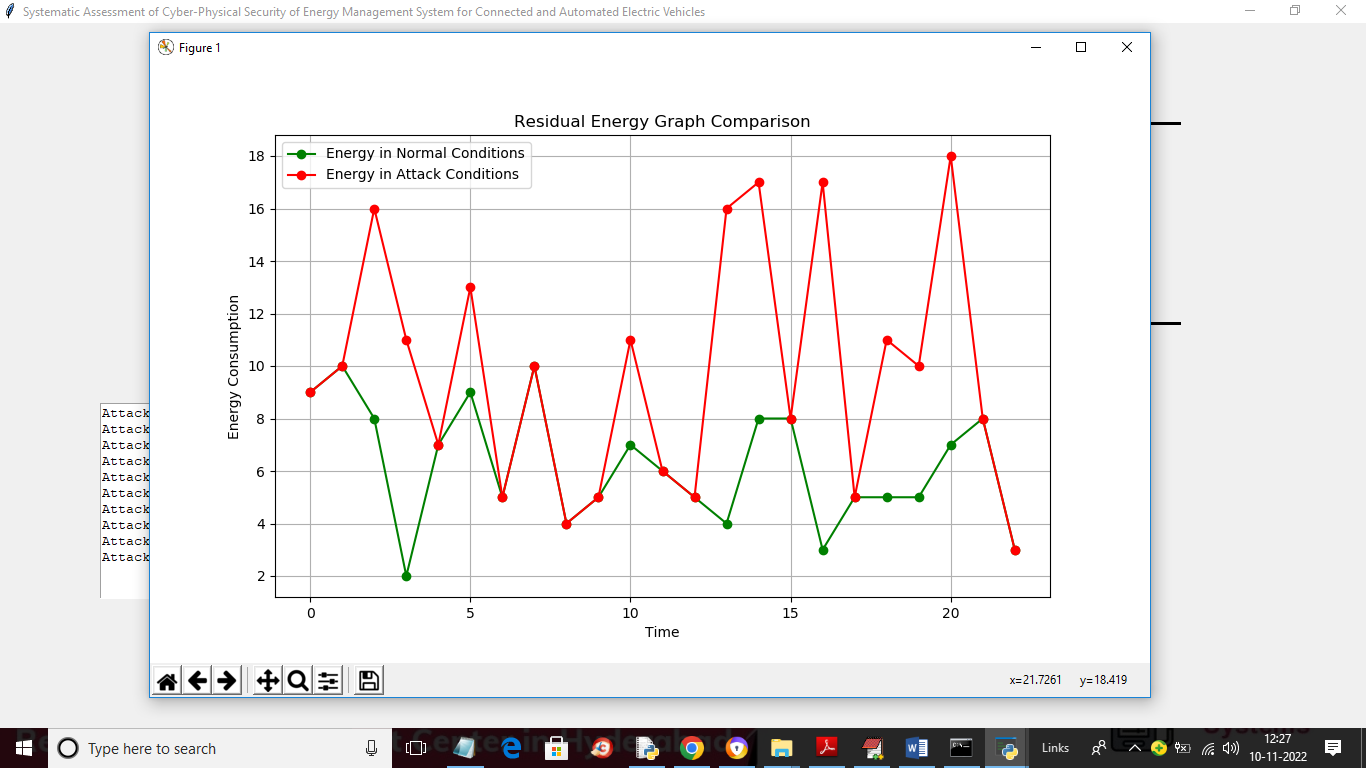 Systematic Assessment of Cyber-Physical Security of Energy Management System for Connected and Automated Electric Vehicles
Figure 1
Residual Energy Graph Comparison
Energy in Normal Conditions
Energy in Attack Conditions
18
16
14
12
10
8
6
4
2
Energy Consumption
0 5 10 15 20
Time
Attack
Attack
Attack
Attack
Attack
Attack
Attack
Attack
Attack
Attack
x=21.7261 y=18.419
Type here to search
Links
12:27
10-11-2022